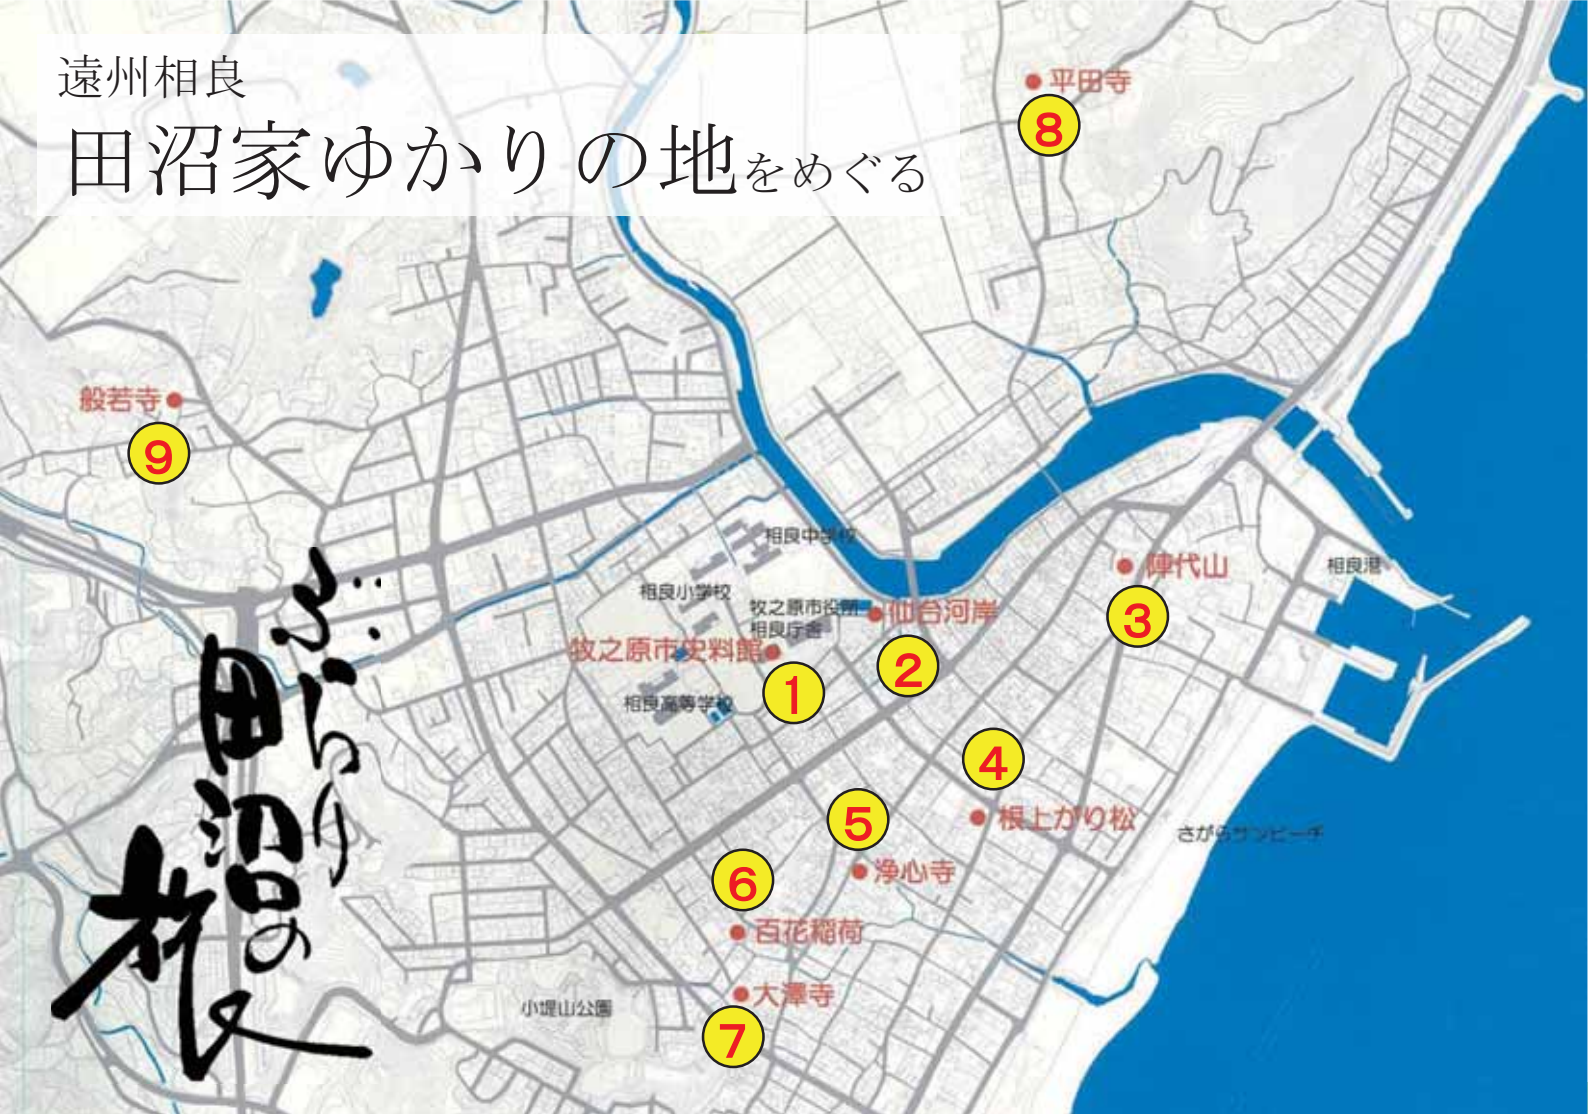 遠州相良
田沼家ゆかりの地をめぐる
平田寺
8
般若寺
9
相良中学校
相良小学校
牧之原市役所
相良庁舎
仙台河岸
2
陣代山
3
相良港
牧之原市史料館
1
相良高等学校
4
根上がり松
さがらサンビーチ
5
浄心寺
6
百花稲荷
大澤寺
7
小堤山公園
ぶらり
田沼の
旅